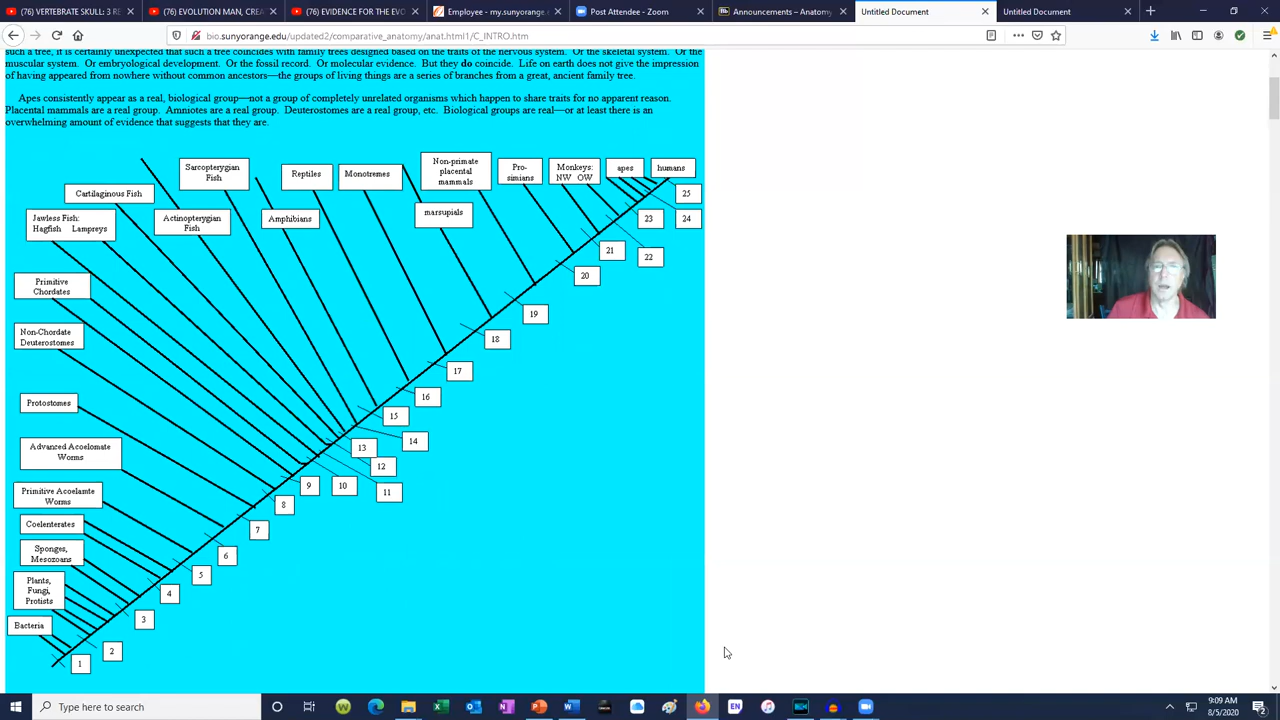 (76) VERTEBRATE SKULL: 3 RE
(76) EVOLUTION MAN, CREA
(76) EVIDENCE FOR THE EVO
Employee - my.sunyorange.
Post Attendee - Zoom
Announcements – Anatomy
Untitled Document
Untitled Document
bio.sunyorange.edu/updated2/comparative_anatomy/anat.html1/C_INTRO.htm
such a tree, it is certainly unexpected that such a tree coincides with family trees designed based on the traits of the nervous system. Or the skeletal system. Or the
muscular system. Or embryological development. Or the fossil record. Or molecular evidence. But they do coincide. Life on earth does not give the impression
of having appeared from nowhere without common ancestors—the groups of living things are a series of branches from a great, ancient family tree.
Apes consistently appear as a real, biological group—not a group of completely unrelated organisms which happen to share traits for no apparent reason.
Placental mammals are a real group. Amniotes are a real group. Deuterostomes are a real group, etc. Biological groups are real—or at least there is an
overwhelming amount of evidence that suggests that they are.
Sarcopterygian
Fish
Reptiles
Monotremes
Non-primate
placental
mammals
Pro-
simians
Monkeys:
NW OW
apes
humans
Cartilaginous Fish
25
Jawless Fish:
Hagfish Lampreys
Actinopterygian
Fish
Amphibians
marsupials
23
24
21
22
Primitive
Chordates
20
19
Non-Chordate
Deuterostomes
18
17
Protostomes
16
15
Advanced Acoelomate
Worms
14
13
12
Primitive Acoelamte
Worms
9
10
11
8
Coelenterates
7
Sponges,
Mesozoans
6
5
Plants,
Fungi,
Protists
4
3
Bacteria
2
1
Type here to search
EN
9:09 AM
8/5/2020